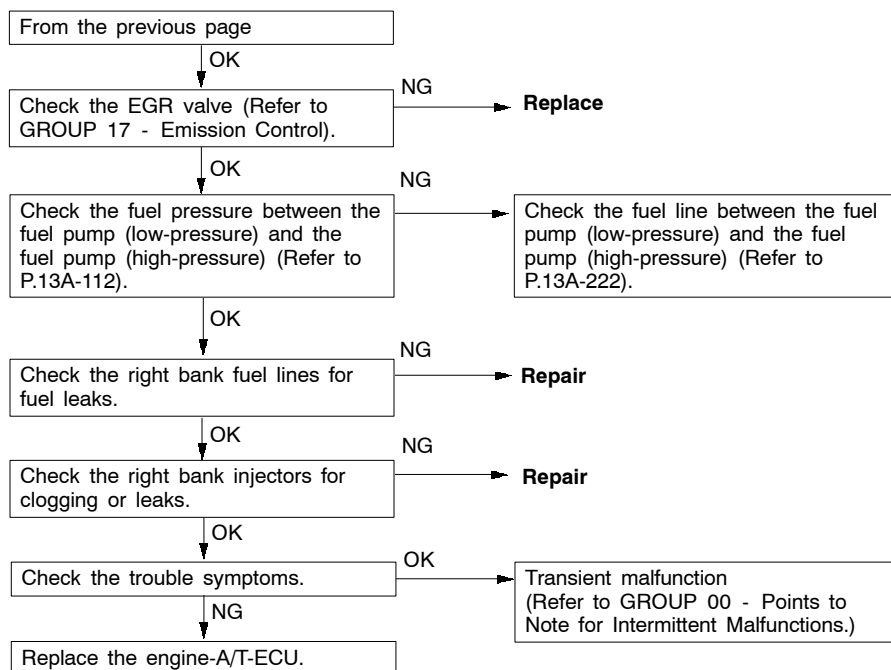 From the previous page
OK
Check the EGR valve (Refer to
GROUP 17 - Emission Control).
NG
Replace
OK
Check the fuel pressure between the
fuel pump (low-pressure) and the
fuel pump (high-pressure) (Refer to
P.13A-112).
NG
Check the fuel line between the fuel
pump (low-pressure) and the fuel
pump (high-pressure) (Refer to
P.13A-222).
OK
Check the right bank fuel lines for
fuel leaks.
NG
Repair
OK
Check the right bank injectors for
clogging or leaks.
NG
Repair
OK
Check the trouble symptoms.
OK
Transient malfunction
(Refer to GROUP 00 - Points to
Note for Intermittent Malfunctions.)
NG
Replace the engine-A/T-ECU.